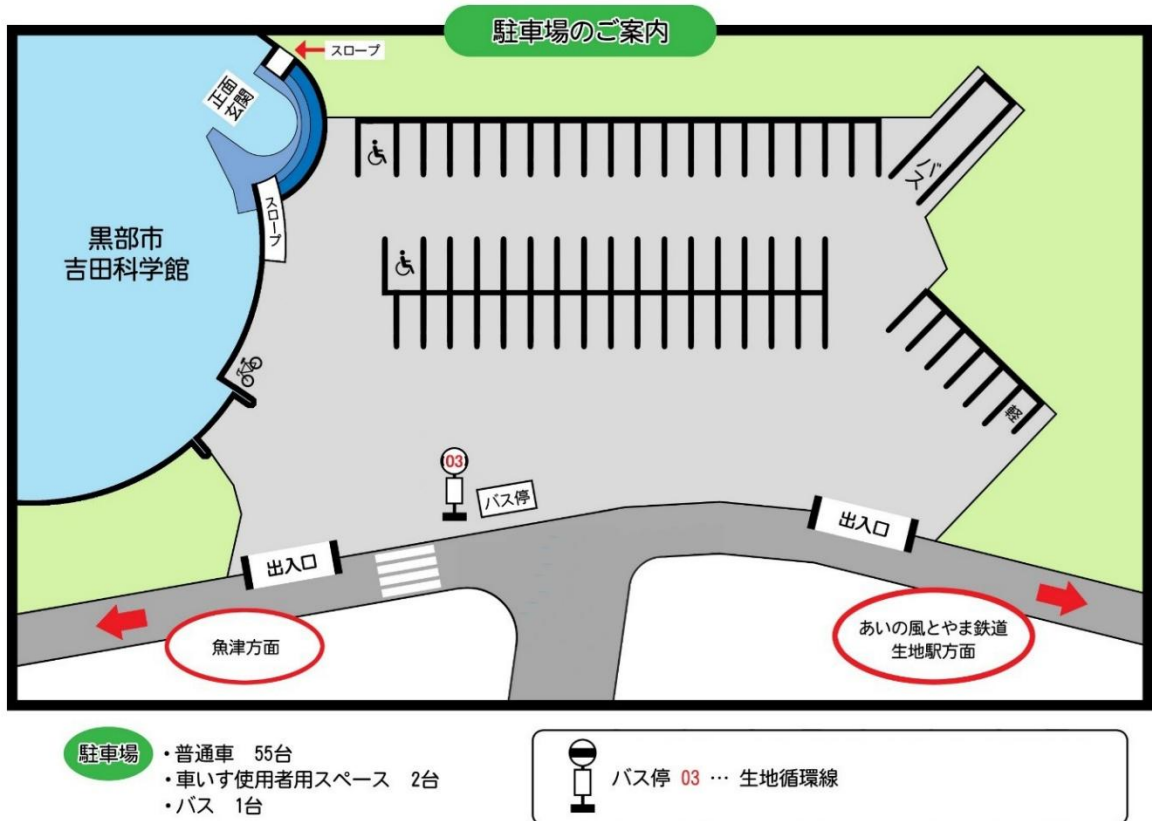 駐車場のご案内
スロープ
正面
玄関
バス
スロープ
黒部市
吉田科学館
軽
03
バス停
出入口
出入口
魚津方面
あいの風とやま鉄道
生地駅方面
駐車場
・普通車 55台
・車いす使用者用スペース 2台
・バス 1台
バス停 03 … 生地循環線